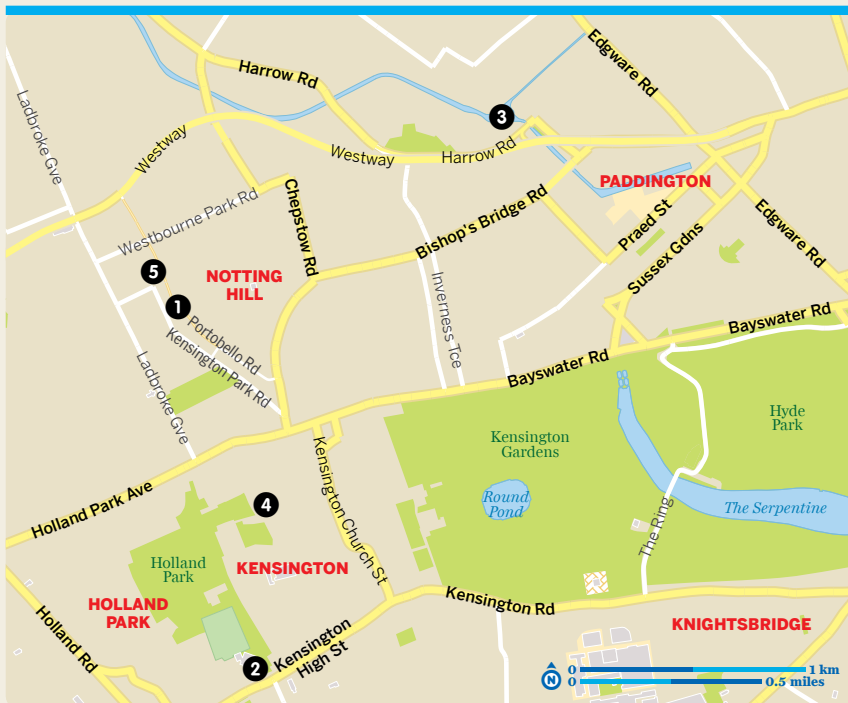 Edgware Rd
Harrow Rd
Ladbroke Gve
3
Westway
Westway
Harrow Rd
PADDINGTON
Westbourne Park Rd
Chepstow Rd
Bishop's Bridge Rd
Praed St
Edgware Rd
Sussex Gdns
5
NOTTING
HILL
1
Inverness Tce
Portobello Rd
Kensington Park Rd
Bayswater Rd
Bayswater Rd
Ladbroke Gve
Hyde
Park
Kensington
Gardens
Kensington Church St
Holland Park Ave
4
Round
Pond
The Serpentine
The Ring
Holland
Park
KENSINGTON
HOLLAND
PARK
Kensington Rd
KNIGHTSBRIDGE
Holland Rd
Kensington
High St
2
N
0 1 km
0 0.5 miles